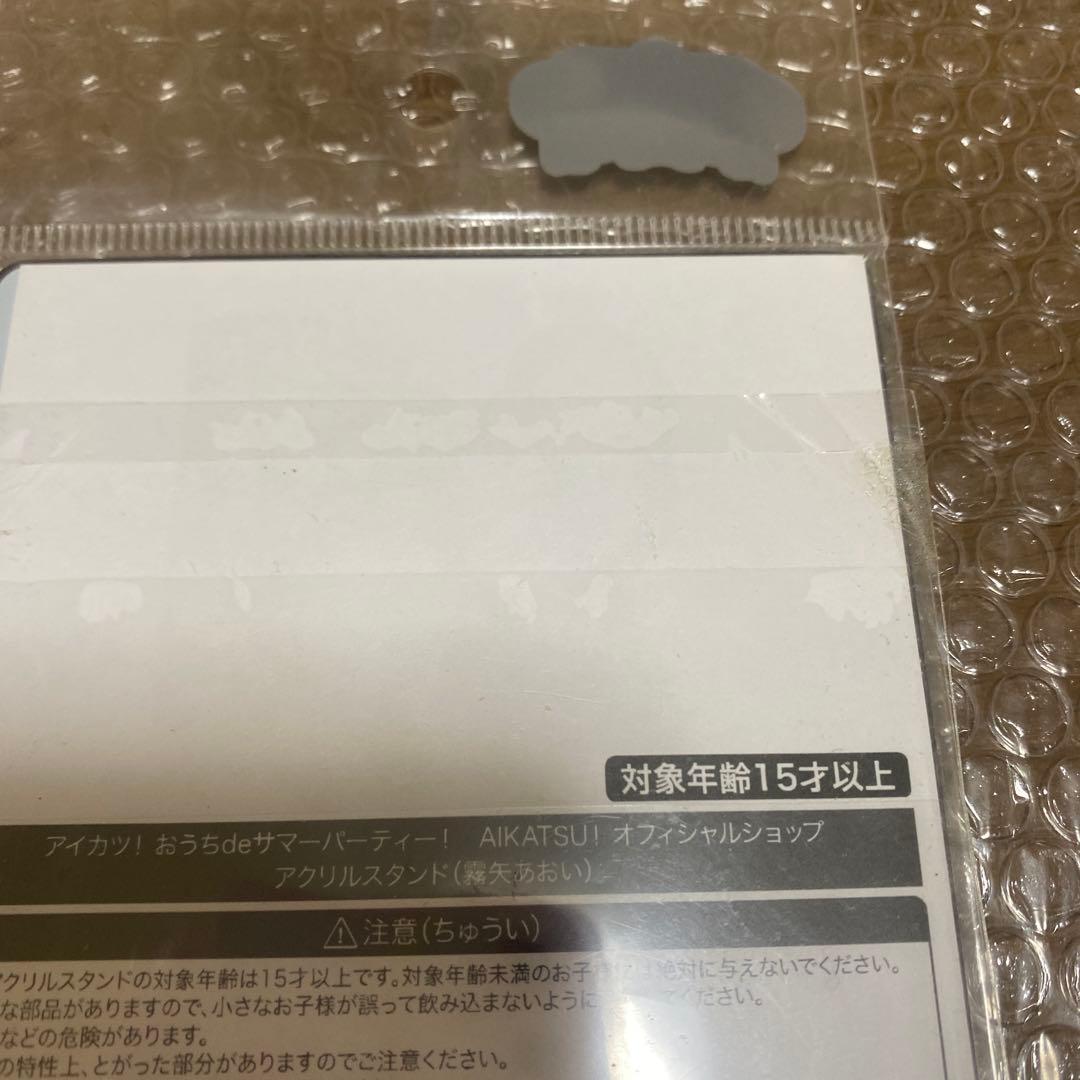 対象年齢15才以上
アイカツ！おうちdeサマーパーティー！ AIKATSU！オフィシャルショップ
アクリルスタンド（霧矢あおい）
⚠注意（ちゅうい）
アクリルスタンドの対象年齢は15才以上です。対象年齢未満のお子様には絶対に与えないでください。
な部品がありますので、小さなお子様が誤って飲み込まないように ください。
などの危険があります。
の特性上、とがった部分がありますのでご注意ください。